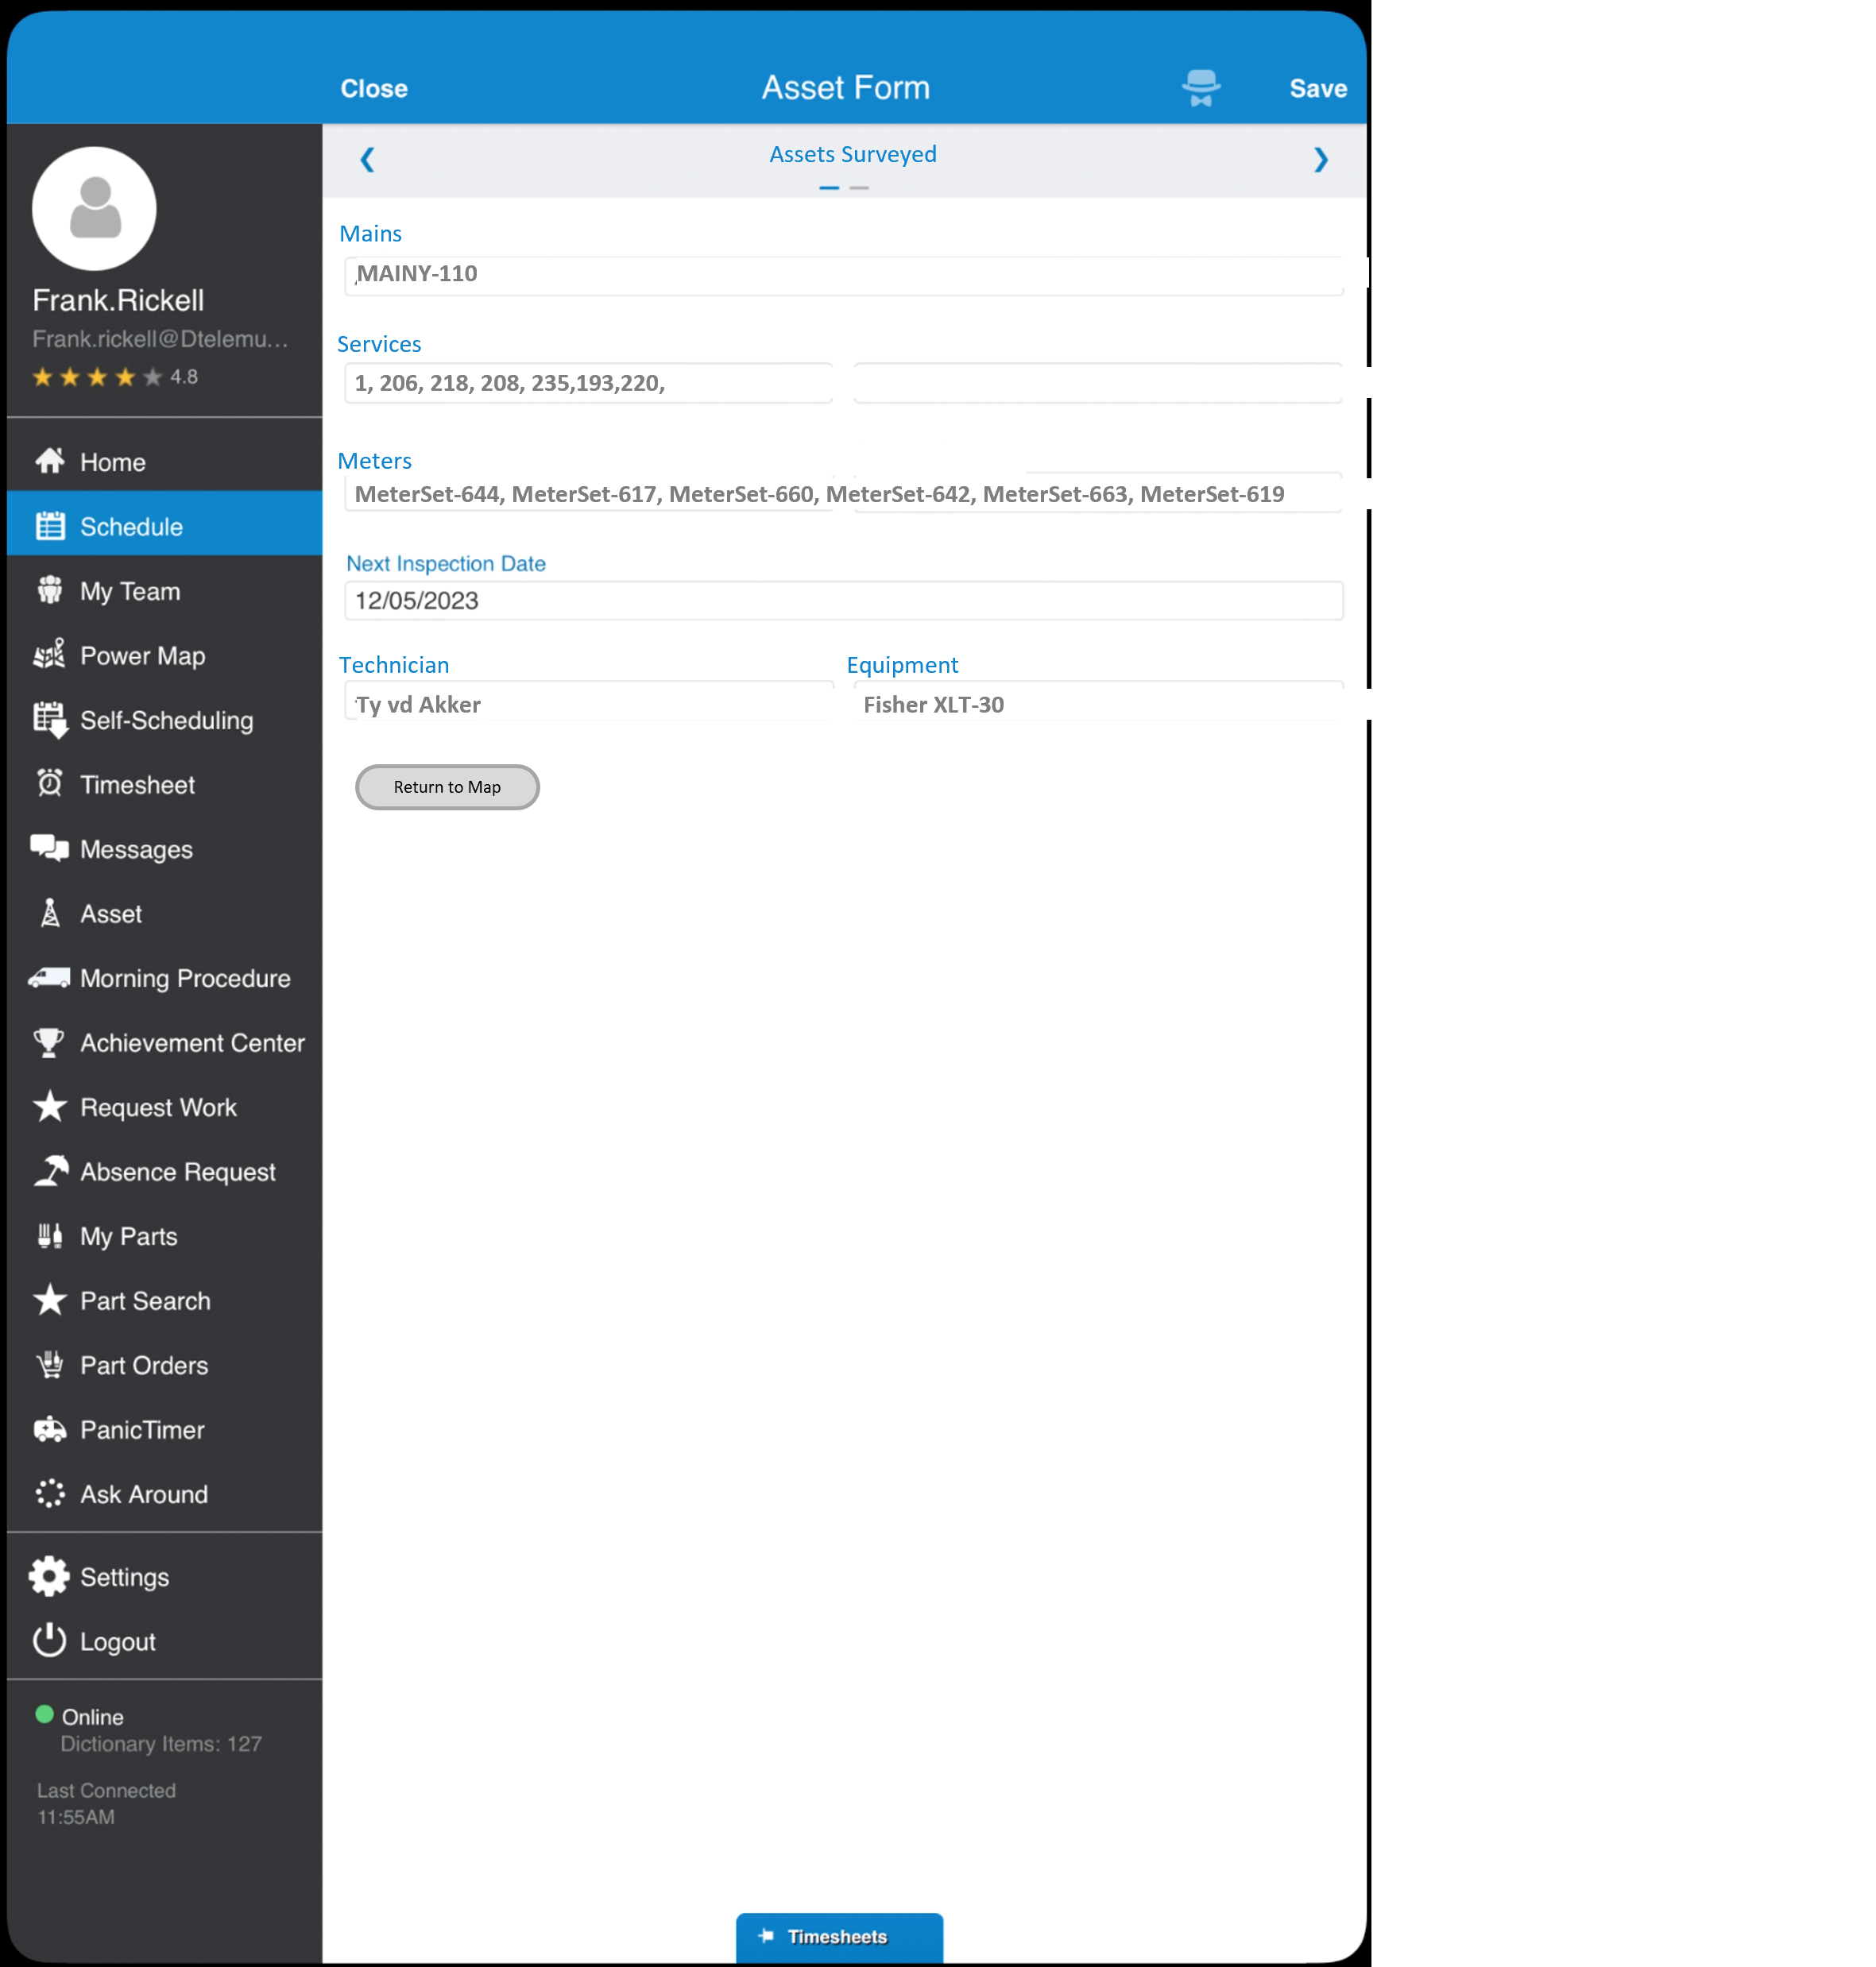 Close
Asset Form
Save
Frank.Rickell
Frank.rickell@Dtelemu...
4.8
Home
Schedule
My Team
Power Map
Self-Scheduling
Timesheet
Messages
Asset
Morning Procedure
Achievement Center
Request Work
Absence Request
My Parts
Part Search
Part Orders
PanicTimer
Ask Around
Settings
Logout
Online
Dictionary Items: 127
Last Connected
11:55AM
Assets Surveyed
Mains
MAINY-110
Services
1, 206, 218, 208, 235,193,220,
Meters
MeterSet-644, MeterSet-617, MeterSet-660, MeterSet-642, MeterSet-663, MeterSet-619
Next Inspection Date
12/05/2023
Technician
Equipment
Ty vd Akker
Fisher XLT-30
Return to Map
Timesheets